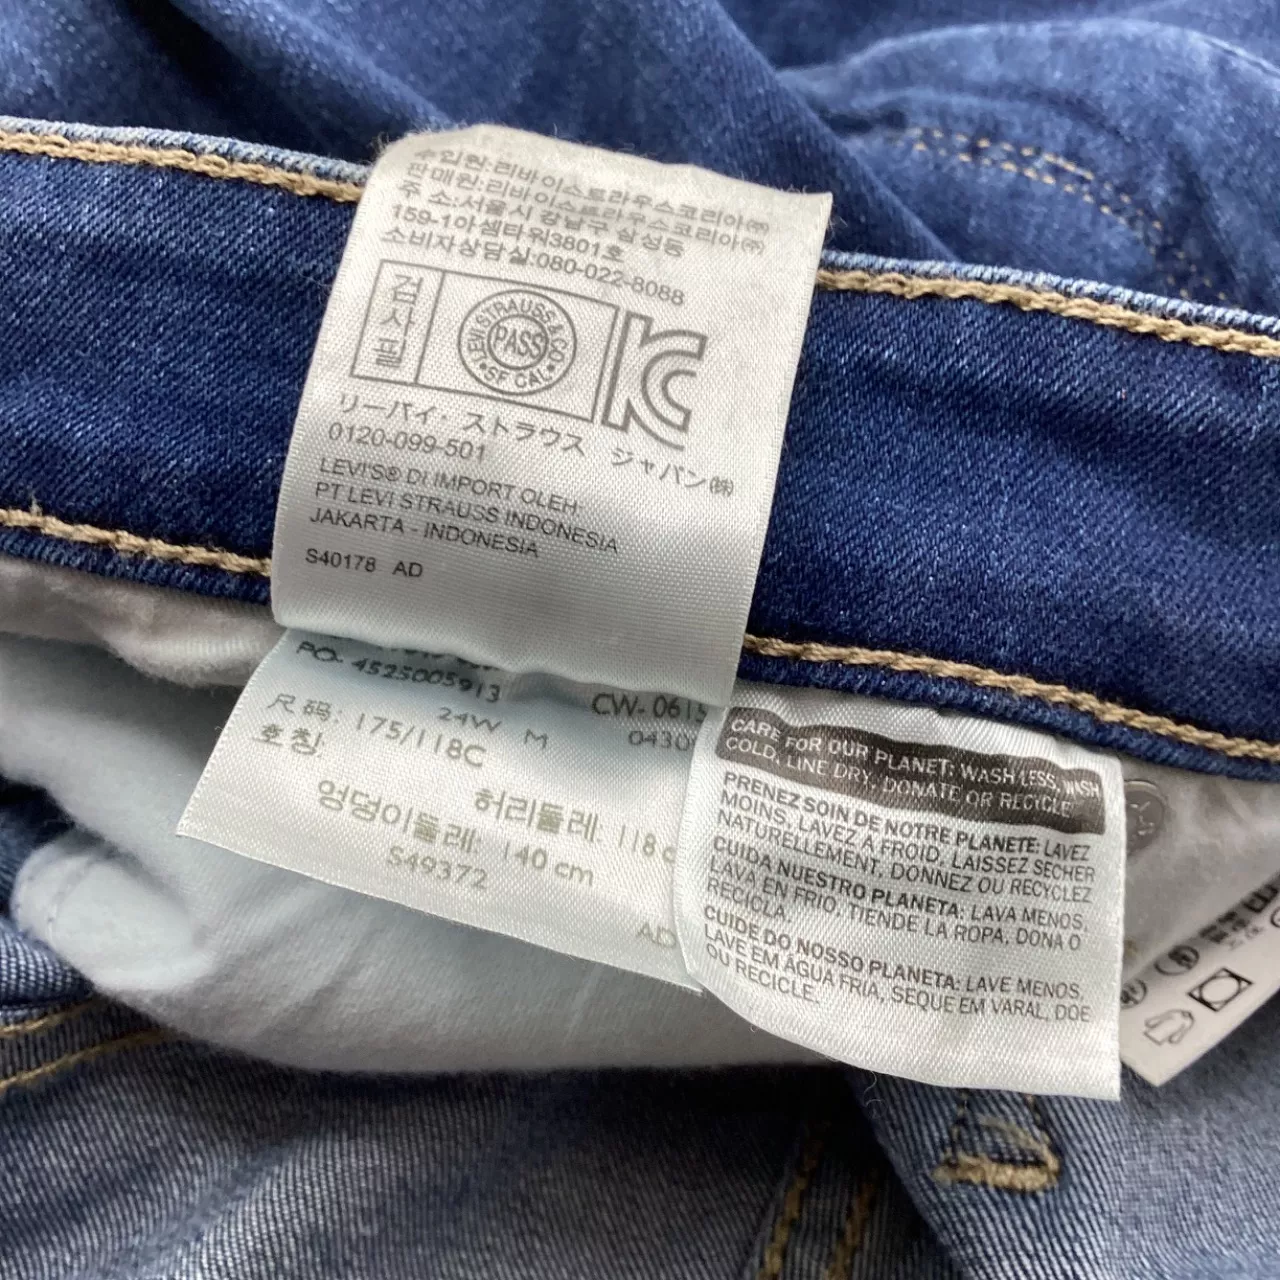 수입원:리바이스트라우스코리아㈜
판매원:리바이스트라우스코리아㈜
주 소:서울시 강남구 삼성동
159-1아셈타워3801호
소비자상담실:080-022-8088
검사필
LEVI STRAUSS & CO.
PASS
SF CAL
KC
リーバイ・ストラウス ジャパン㈱
0120-099-501
LEVI'S® DI IMPORT OLEH
PT LEVI STRAUSS INDONESIA
JAKARTA - INDONESIA
S40178 AD
PO- 4525005913 CW-0615
24W M 0430
尺码: 175/118C
호칭:
허리둘레: 118
엉덩이둘레: 140 cm
S49372
AD
CARE FOR OUR PLANET: WASH LESS, WASH
COLD, LINE DRY, DONATE OR RECYCLE
PRENEZ SOIN DE NOTRE PLANETE: LAVEZ
MOINS, LAVEZ A FROID, LAISSEZ SECHER
NATURELLEMENT, DONNEZ OU RECYCLEZ
CUIDA NUESTRO PLANETA: LAVA MENOS,
LAVA EN FRIO, TIENDE LA ROPA, DONA O
RECICLA.
CUIDE DO NOSSO PLANETA: LAVE MENOS,
LAVE EM ÁGUA FRIA, SEQUE EM VARAL, DOE
OU RECICLE.